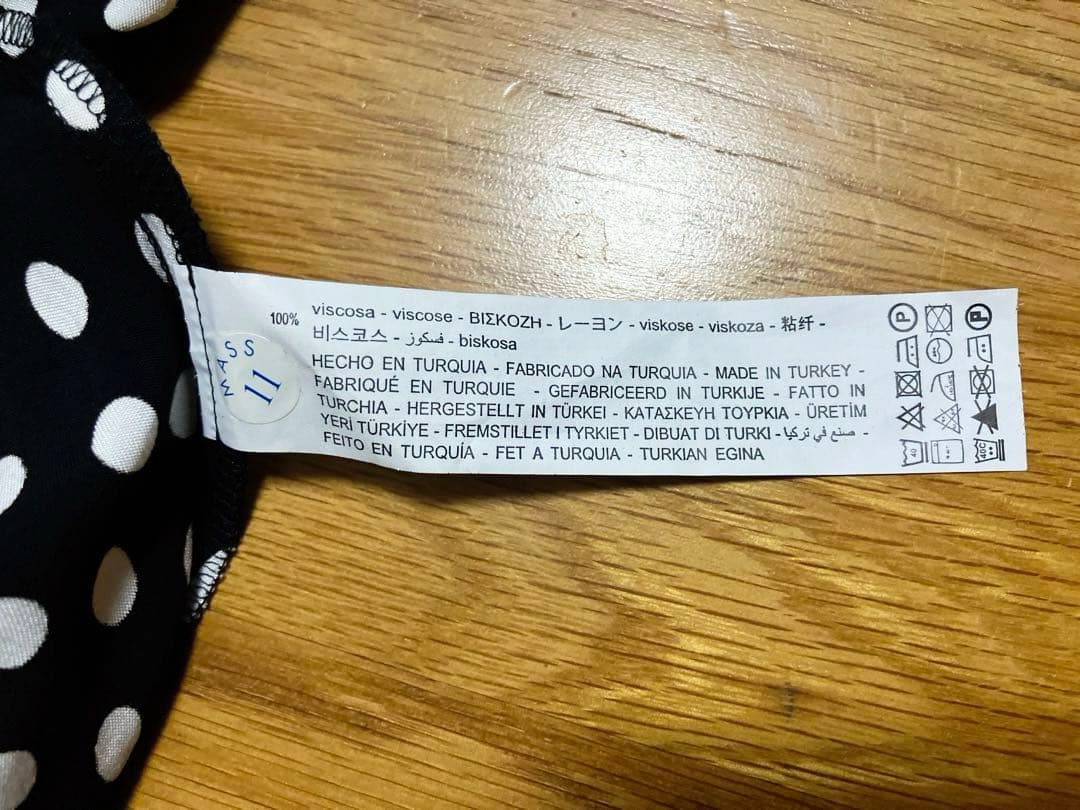 100% viscosa - viscose - ΒΙΣΚΟΖΗ - レーヨン - viskose - viskoza - 粘纤 -
비스코스 - فسكوز - biskosa
HECHO EN TURQUIA - FABRICADO NA TURQUIA - MADE IN TURKEY -
FABRIQUÉ EN TURQUIE - GEFABRICEERD IN TURKIJE - FATTO IN
TURCHIA - HERGESTELLT IN TÜRKEI - ΚΑΤΑΣΚΕΥΗ ΤΟΥΡΚΙΑ - ÜRETİM
YERİ TÜRKİYE - FREMSTILLET I TYRKIET - DIBUAT DI TURKI - صنع في تركيا -
FEITO EN TURQUÍA - FET A TURQUIA - TURKIAN EGINA
MASS
11
P
P
40
40C